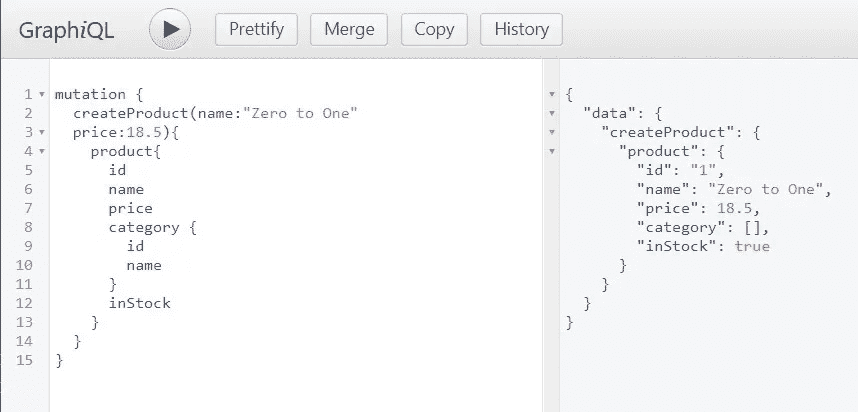 GraphiQL Prettify Merge Copy History
1 mutation {
2 createProduct(name:"Zero to One"
3 price:18.5){
4 product{
5 id
6 name
7 price
8 category {
9 id
10 name
11 }
12 inStock
13 }
14 }
15 }
{
"data": {
"createProduct": {
"product": {
"id": "1",
"name": "Zero to One",
"price": 18.5,
"category": [],
"inStock": true
}
}
}
}